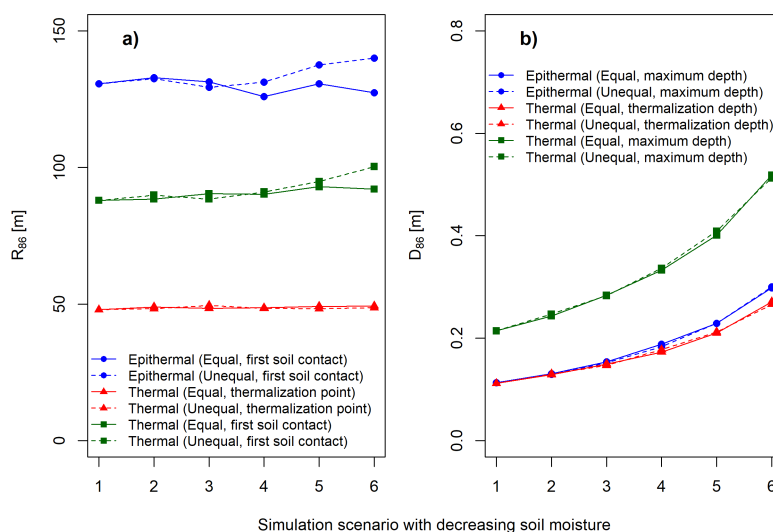 a)
150
100
50
0
R86 [m]
Epithermal (Equal, first soil contact)
Epithermal (Unequal, first soil contact)
Thermal (Equal, thermalization point)
Thermal (Unequal, thermalization point)
Thermal (Equal, first soil contact)
Thermal (Unequal, first soil contact)
1 2 3 4 5 6
b)
0.8
0.6
0.4
0.2
0.0
D86 [m]
Epithermal (Equal, maximum depth)
Epithermal (Unequal, maximum depth)
Thermal (Equal, thermalization depth)
Thermal (Unequal, thermalization depth)
Thermal (Equal, maximum depth)
Thermal (Unequal, maximum depth)
1 2 3 4 5 6
Simulation scenario with decreasing soil moisture